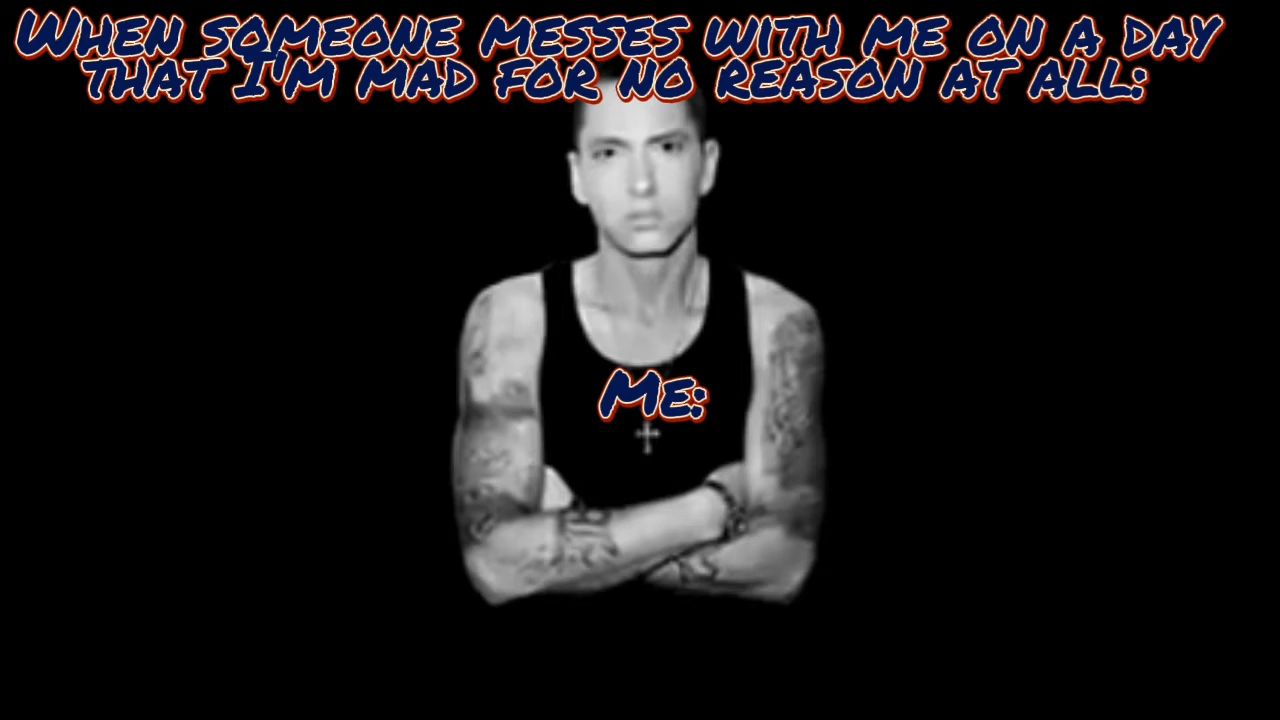 When someone messes with me on a day
that I'm mad for no reason at all:
Me: